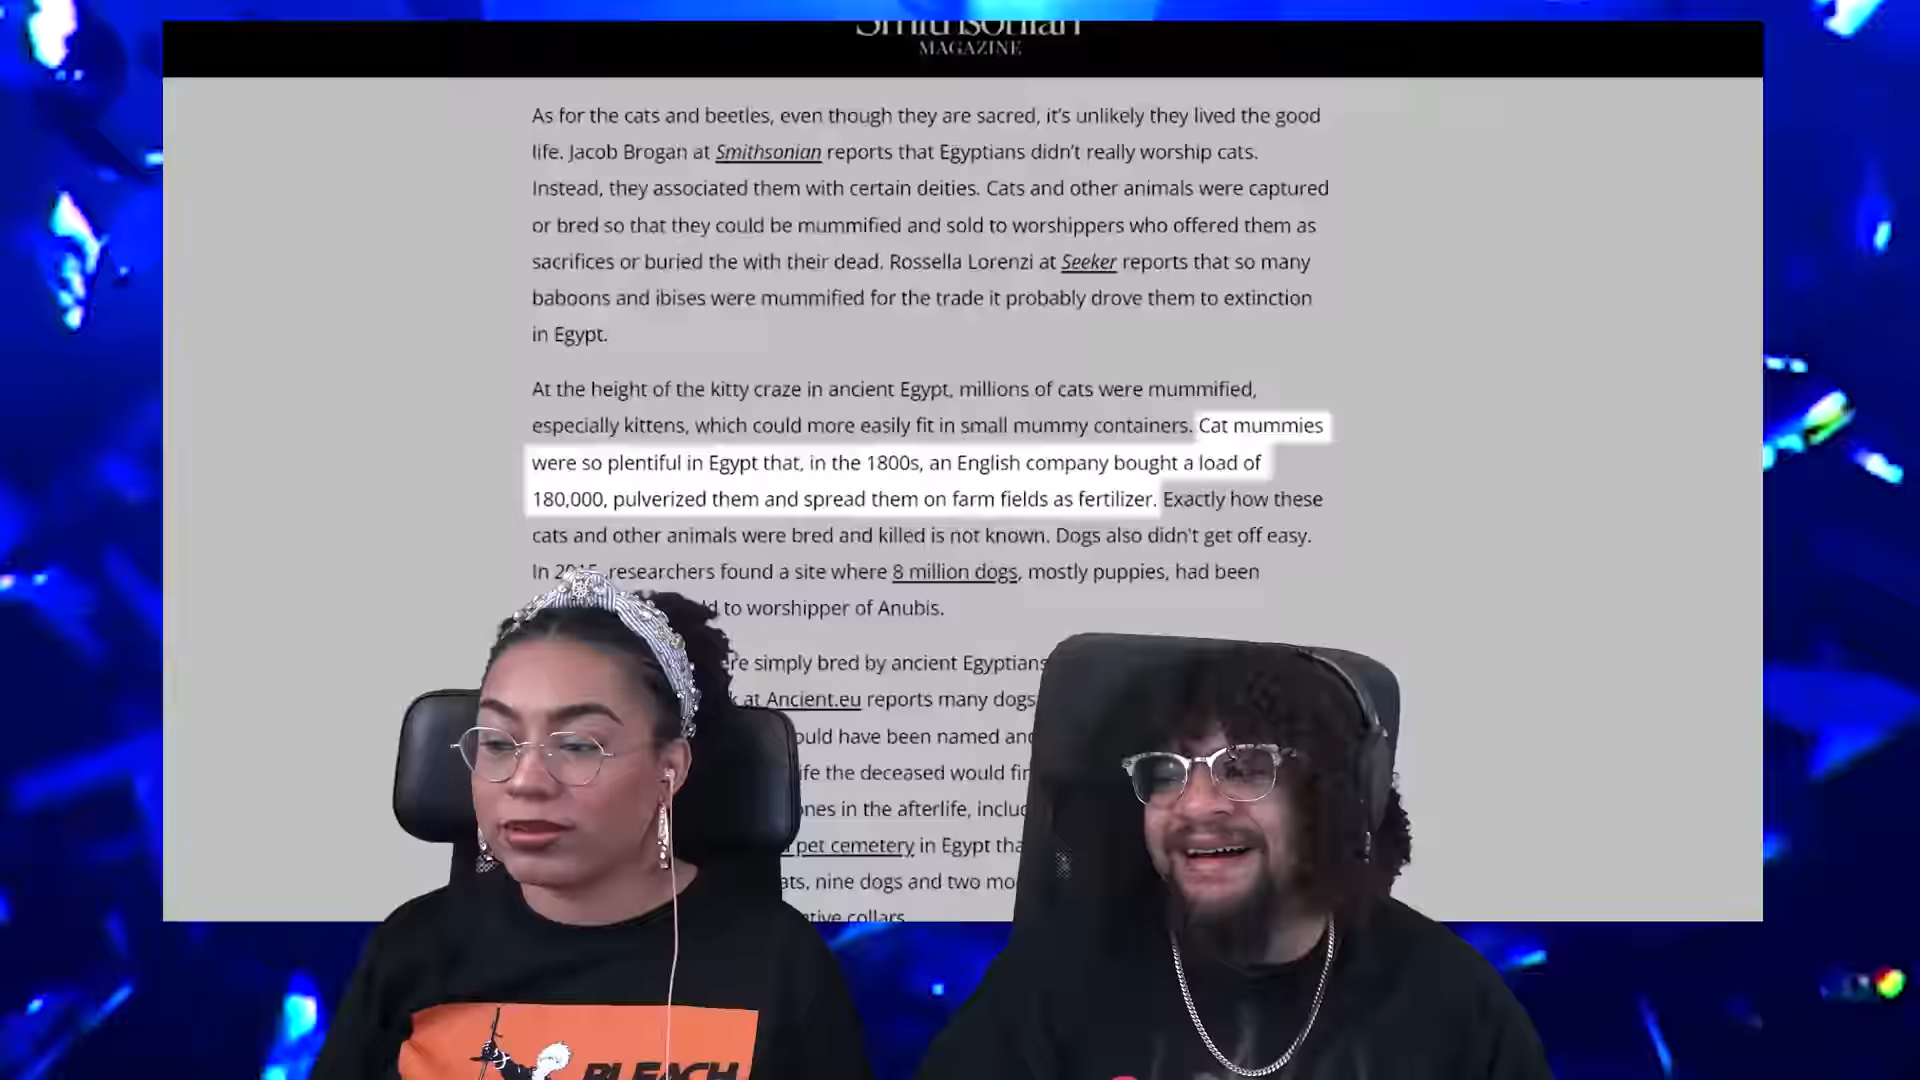 Smithsonian
MAGAZINE
As for the cats and beetles, even though they are sacred, it's unlikely they lived the good
life. Jacob Brogan at Smithsonian reports that Egyptians didn't really worship cats.
Instead, they associated them with certain deities. Cats and other animals were captured
or bred so that they could be mummified and sold to worshippers who offered them as
sacrifices or buried the with their dead. Rossella Lorenzi at Seeker reports that so many
baboons and ibises were mummified for the trade it probably drove them to extinction
in Egypt.
At the height of the kitty craze in ancient Egypt, millions of cats were mummified,
especially kittens, which could more easily fit in small mummy containers. Cat mummies
were so plentiful in Egypt that, in the 1800s, an English company bought a load of
180,000, pulverized them and spread them on farm fields as fertilizer. Exactly how these
cats and other animals were bred and killed is not known. Dogs also didn't get off easy.
In 2015, researchers found a site where 8 million dogs, mostly puppies, had been
to worshipper of Anubis.
simply bred by ancient Egyptians
at Ancient.eu reports many dogs
have been named and
the deceased would
in the afterlife,
pet cemetery in Egypt
nine dogs and two
collars
BLEACH